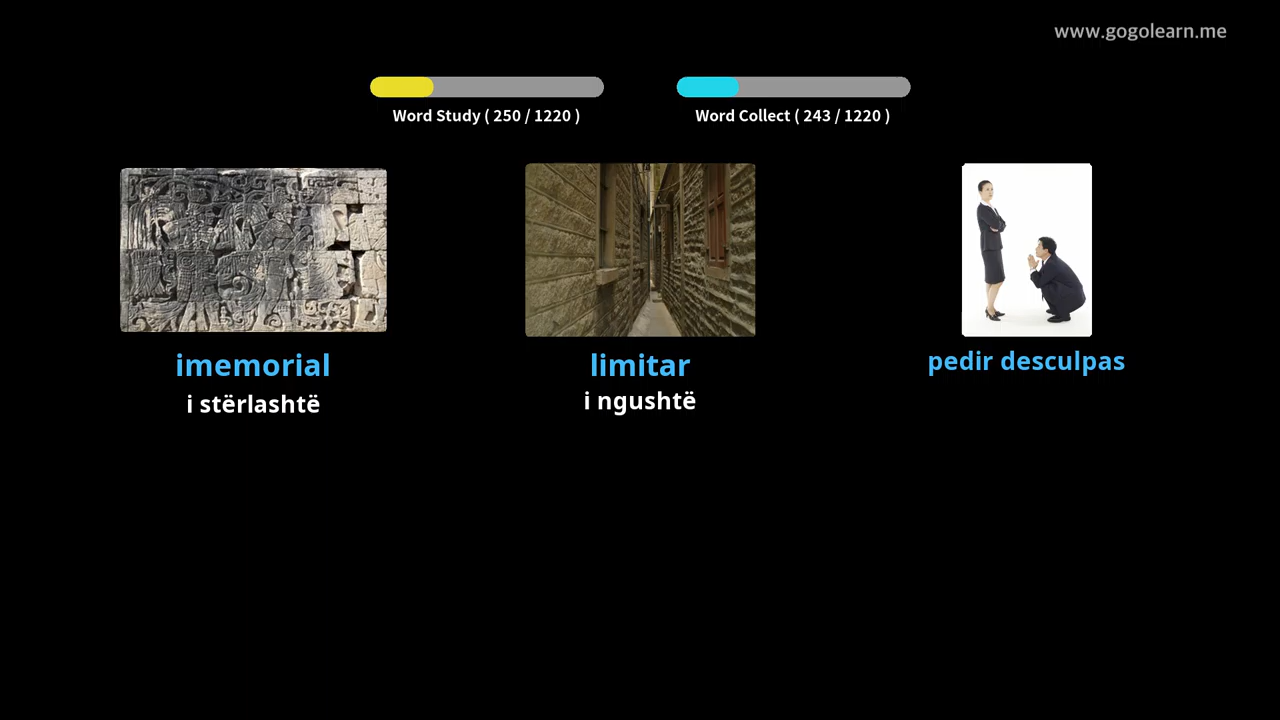 www.gogolearn.me
Word Study ( 250 / 1220 )
Word Collect ( 243 / 1220 )
imemorial
i stërlashtë
limitar
i ngushtë
pedir desculpas